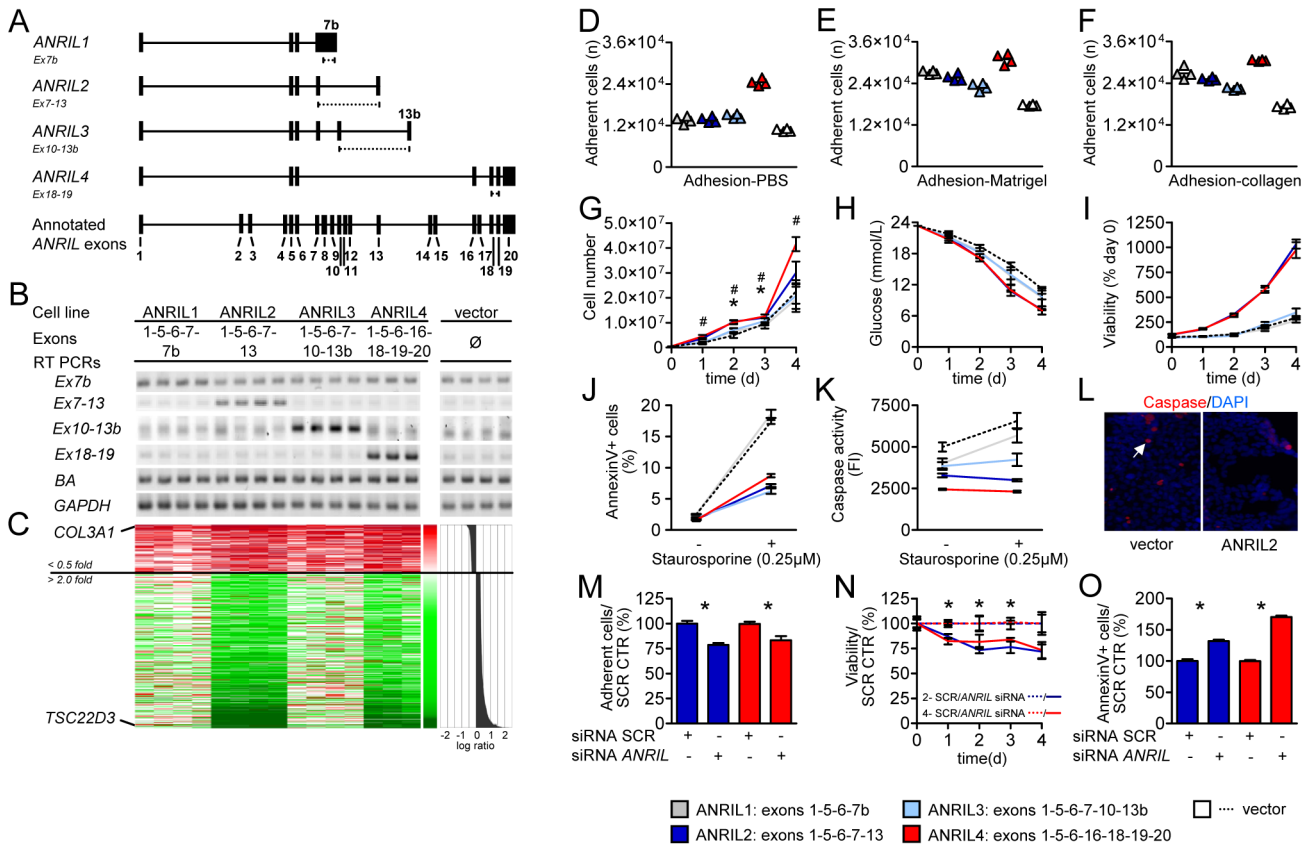 A
ANRIL1
Ex7b
7b
ANRIL2
Ex7-13
ANRIL3
Ex10-13b
13b
ANRIL4
Ex18-19
Annotated
ANRIL exons
1 2 3 4 5 6 7 8 9 10 11 12 13 14 15 16 17 18 19 20
B
Cell line ANRIL1 ANRIL2 ANRIL3 ANRIL4 vector
Exons 1-5-6-7- 1-5-6-7- 1-5-6-7- 1-5-6-16- Ø
7b 13 10-13b 18-19-20
RT PCRs
Ex7b
Ex7-13
Ex10-13b
Ex18-19
BA
GAPDH
C
COL3A1
< 0.5 fold
> 2.0 fold
TSC22D3
-2 -1 0 1 2
log ratio
D
Adherent cells (n)
3.6×10⁴
2.4×10⁴
1.2×10⁴
0
Adhesion-PBS
E
Adherent cells (n)
3.6×10⁴
2.4×10⁴
1.2×10⁴
0
Adhesion-Matrigel
F
Adherent cells (n)
3.6×10⁴
2.4×10⁴
1.2×10⁴
0
Adhesion-collagen
G
Cell number
5.0×10⁷
4.0×10⁷
3.0×10⁷
2.0×10⁷
1.0×10⁷
0
# # * # * #
0 1 2 3 4
time (d)
H
Glucose (mmol/L)
24
20
16
12
8
4
0
0 1 2 3 4
time (d)
I
Viability (% day 0)
1250
1000
750
500
250
0
0 1 2 3 4
time (d)
J
AnnexinV+ cells
(%)
20
15
10
5
0
- +
Staurosporine (0.25µM)
K
Caspase activity
(FI)
7500
5000
2500
0
- +
Staurosporine (0.25µM)
L
Caspase/DAPI
vector ANRIL2
M
Adherent cells/
SCR CTR (%)
125
100
75
50
25
0
* *
siRNA SCR + - + -
siRNA ANRIL - + - +
N
Viability/
SCR CTR (%)
125
100
75
50
25
0
* * *
2- SCR/ANRIL siRNA /
4- SCR/ANRIL siRNA /
0 1 2 3 4
time(d)
O
AnnexinV+ cells/
SCR CTR (%)
200
150
100
50
0
* *
siRNA SCR + - + -
siRNA ANRIL - + - +
ANRIL1: exons 1-5-6-7b
ANRIL2: exons 1-5-6-7-13
ANRIL3: exons 1-5-6-7-10-13b
ANRIL4: exons 1-5-6-16-18-19-20
vector